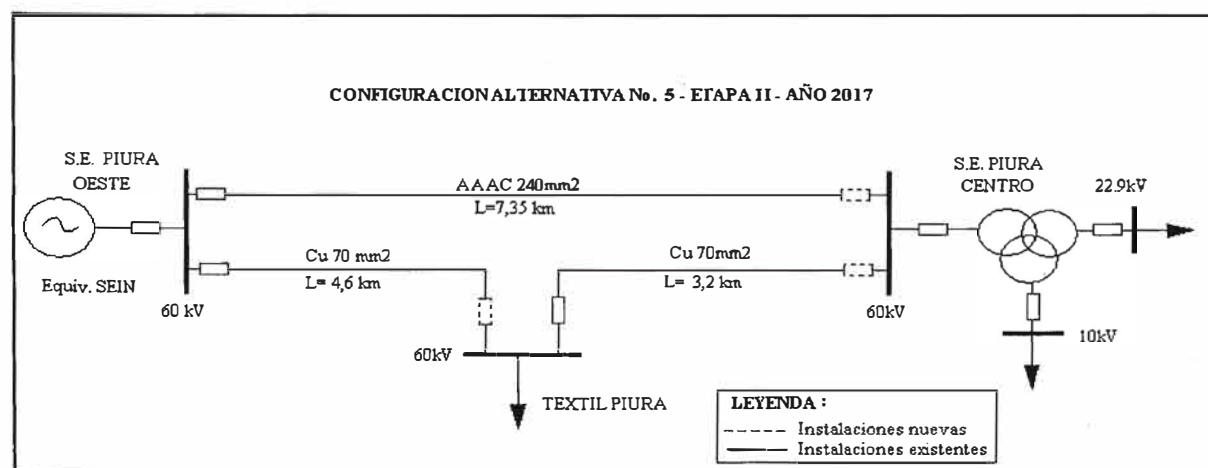 CONFIGURACION ALTERNATIVA No. 5 - ETAPA II - AÑO 2017
S.E. PIURA
OESTE
Equiv. SEIN
60 kV
AAAC 240mm2
L=7,35 km
Cu 70 mm2
L= 4,6 km
Cu 70mm2
L= 3,2 km
60kV
TEXTIL PIURA
60kV
S.E. PIURA
CENTRO
22.9kV
10kV
LEYENDA :
Instalaciones nuevas
Instalaciones existentes